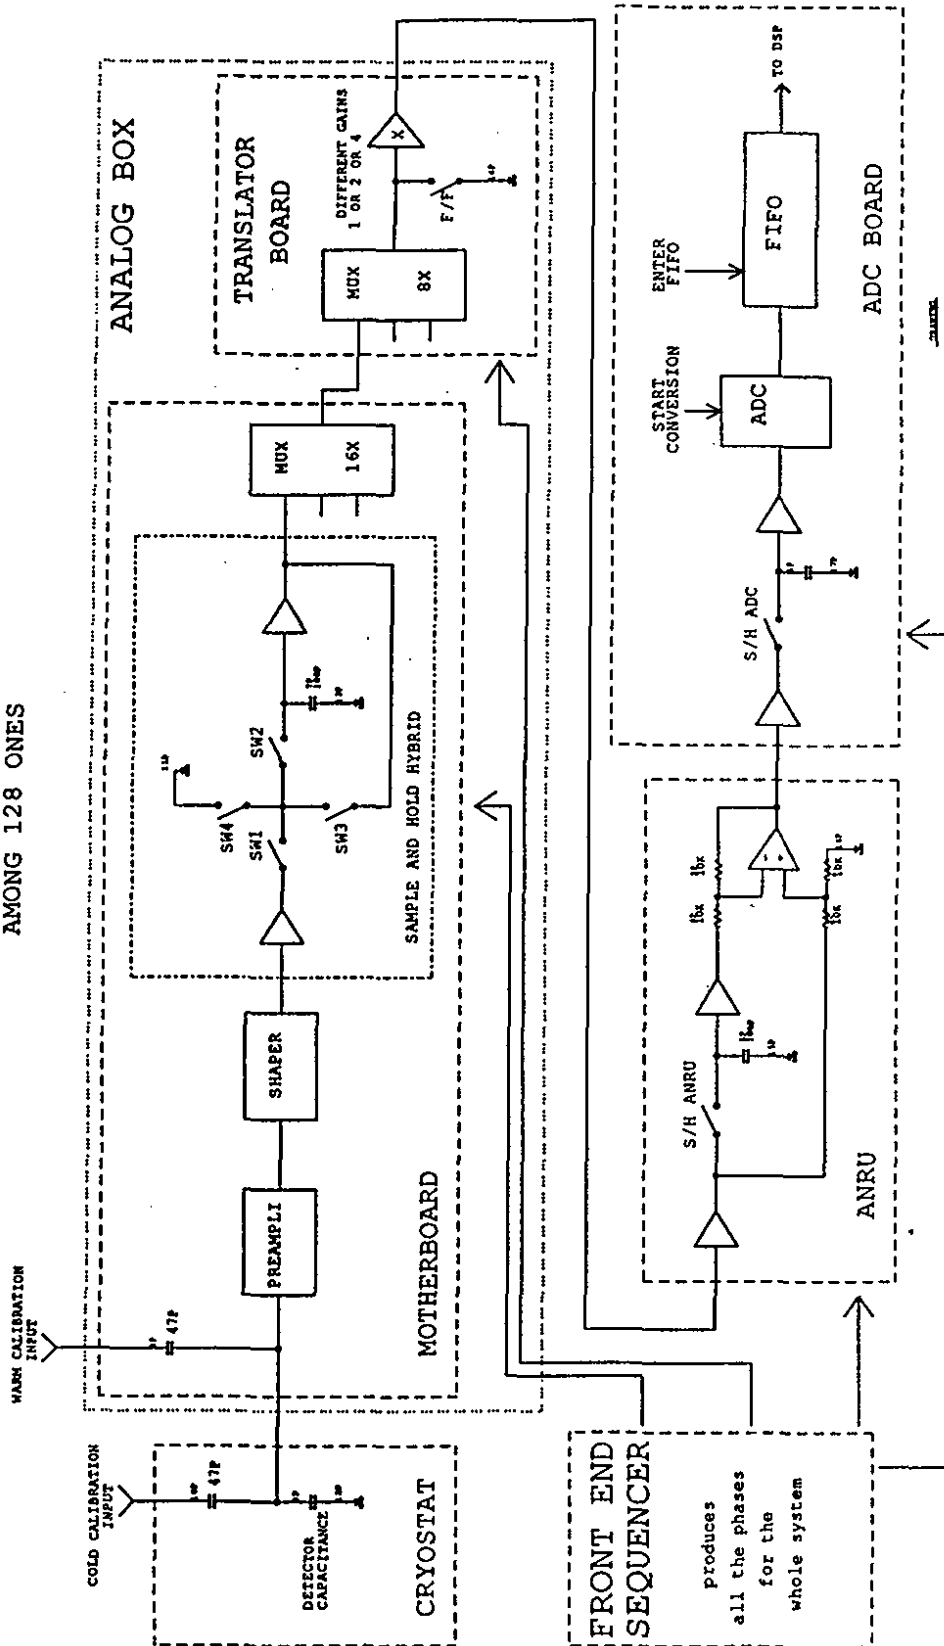 AMONG 128 ONES
ANALOG BOX
TRANSLATOR
BOARD
DIFFERENT GAINS
1 OR 2 OR 4
X
F/F
MUX
8X
MUX
16X
SAMPLE AND HOLD HYBRID
SW1
SW2
SW3
SW4
SHAPER
PREAMPLI
MOTHERBOARD
WARM CALIBRATION
INPUT
47P
COLD CALIBRATION
INPUT
47P
DETECTOR
CAPACITANCE
CRYOSTAT
FRONT END
SEQUENCER
produces
all the phases
for the
whole system
ANRU
S/H ANRU
ADC BOARD
S/H ADC
START
CONVERSION
ADC
ENTER
FIFO
FIFO
TO DSP